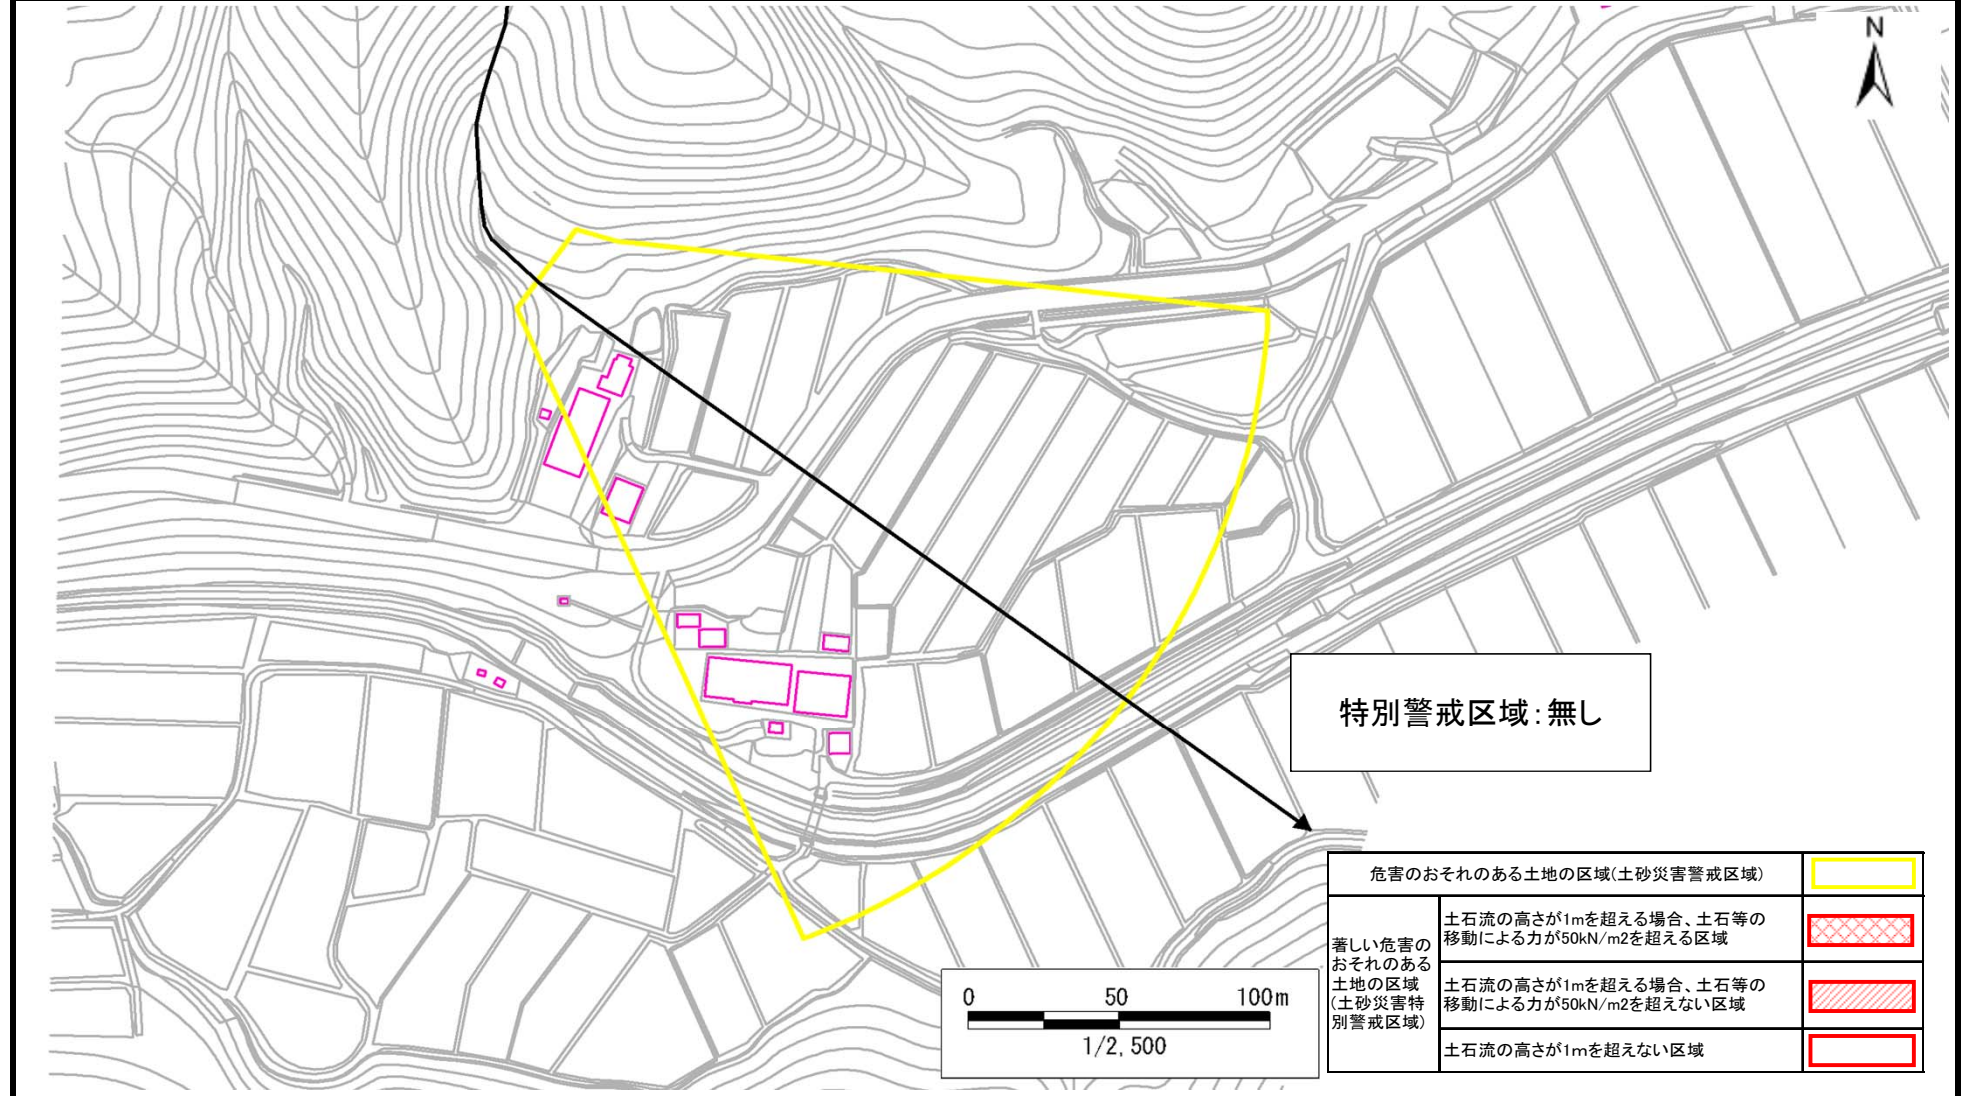 N
特別警戒区域:無し
危害のおそれのある土地の区域(土砂災害警戒区域)
著しい危害の
おそれのある
土地の区域
(土砂災害特
別警戒区域)
土石流の高さが1mを超える場合、土石等の
移動による力が50kN/m2を超える区域
土石流の高さが1mを超える場合、土石等の
移動による力が50kN/m2を超えない区域
土石流の高さが1mを超えない区域
0 50 100m
1/2,500